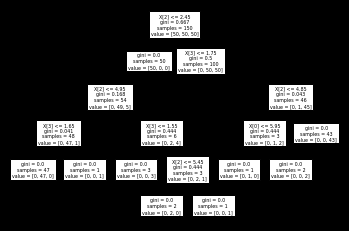 X[2] <= 2.45
gini = 0.667
samples = 150
value = [50, 50, 50]
gini = 0.0
samples = 50
value = [50, 0, 0]
X[3] <= 1.75
gini = 0.5
samples = 100
value = [0, 50, 50]
X[2] <= 4.95
gini = 0.168
samples = 54
value = [0, 49, 5]
X[2] <= 4.85
gini = 0.043
samples = 46
value = [0, 1, 45]
X[3] <= 1.65
gini = 0.041
samples = 48
value = [0, 47, 1]
X[3] <= 1.55
gini = 0.444
samples = 6
value = [0, 2, 4]
X[0] <= 5.95
gini = 0.444
samples = 3
value = [0, 1, 2]
gini = 0.0
samples = 43
value = [0, 0, 43]
gini = 0.0
samples = 47
value = [0, 47, 0]
gini = 0.0
samples = 1
value = [0, 0, 1]
gini = 0.0
samples = 3
value = [0, 0, 3]
X[2] <= 5.45
gini = 0.444
samples = 3
value = [0, 2, 1]
gini = 0.0
samples = 1
value = [0, 1, 0]
gini = 0.0
samples = 2
value = [0, 0, 2]
gini = 0.0
samples = 2
value = [0, 2, 0]
gini = 0.0
samples = 1
value = [0, 0, 1]